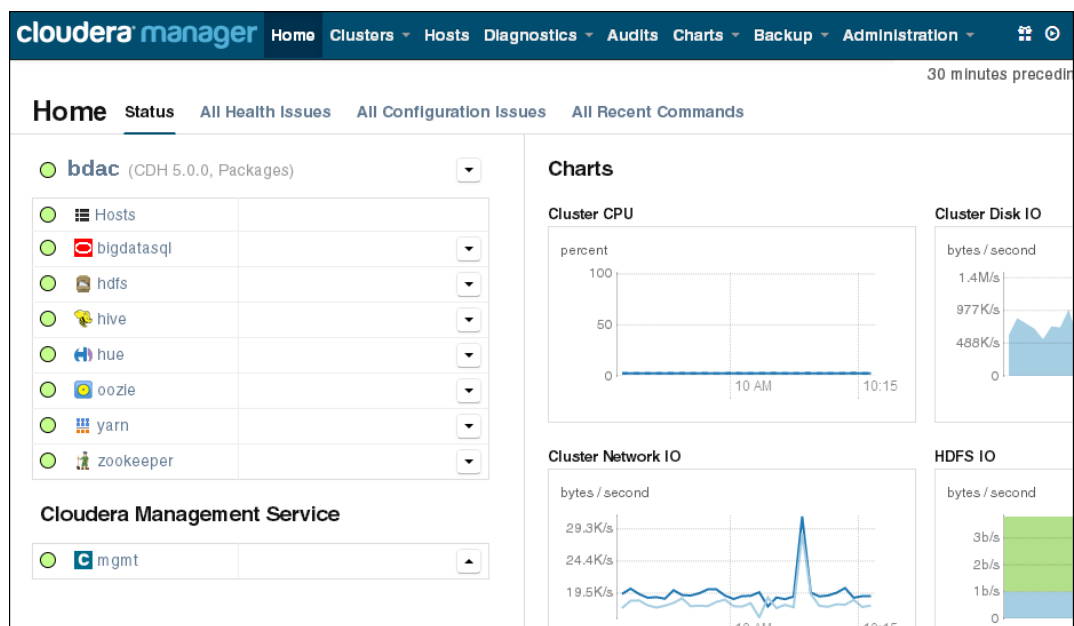 cloudera manager Home Clusters Hosts Diagnostics Audits Charts Backup Administration
30 minutes precedin
Home Status All Health Issues All Configuration Issues All Recent Commands
bdac (CDH 5.0.0, Packages)
Hosts
bigdatasql
hdfs
hive
hue
oozie
yarn
zookeeper
Cloudera Management Service
C mgmt
Charts
Cluster CPU
percent
100
50
0
10 AM 10:15
Cluster Disk IO
bytes / second
1.4M/s
977K/s
488K/s
0
Cluster Network IO
bytes / second
29.3K/s
24.4K/s
19.5K/s
10 AM 10:15
HDFS IO
bytes / second
3b/s
2b/s
1b/s
0